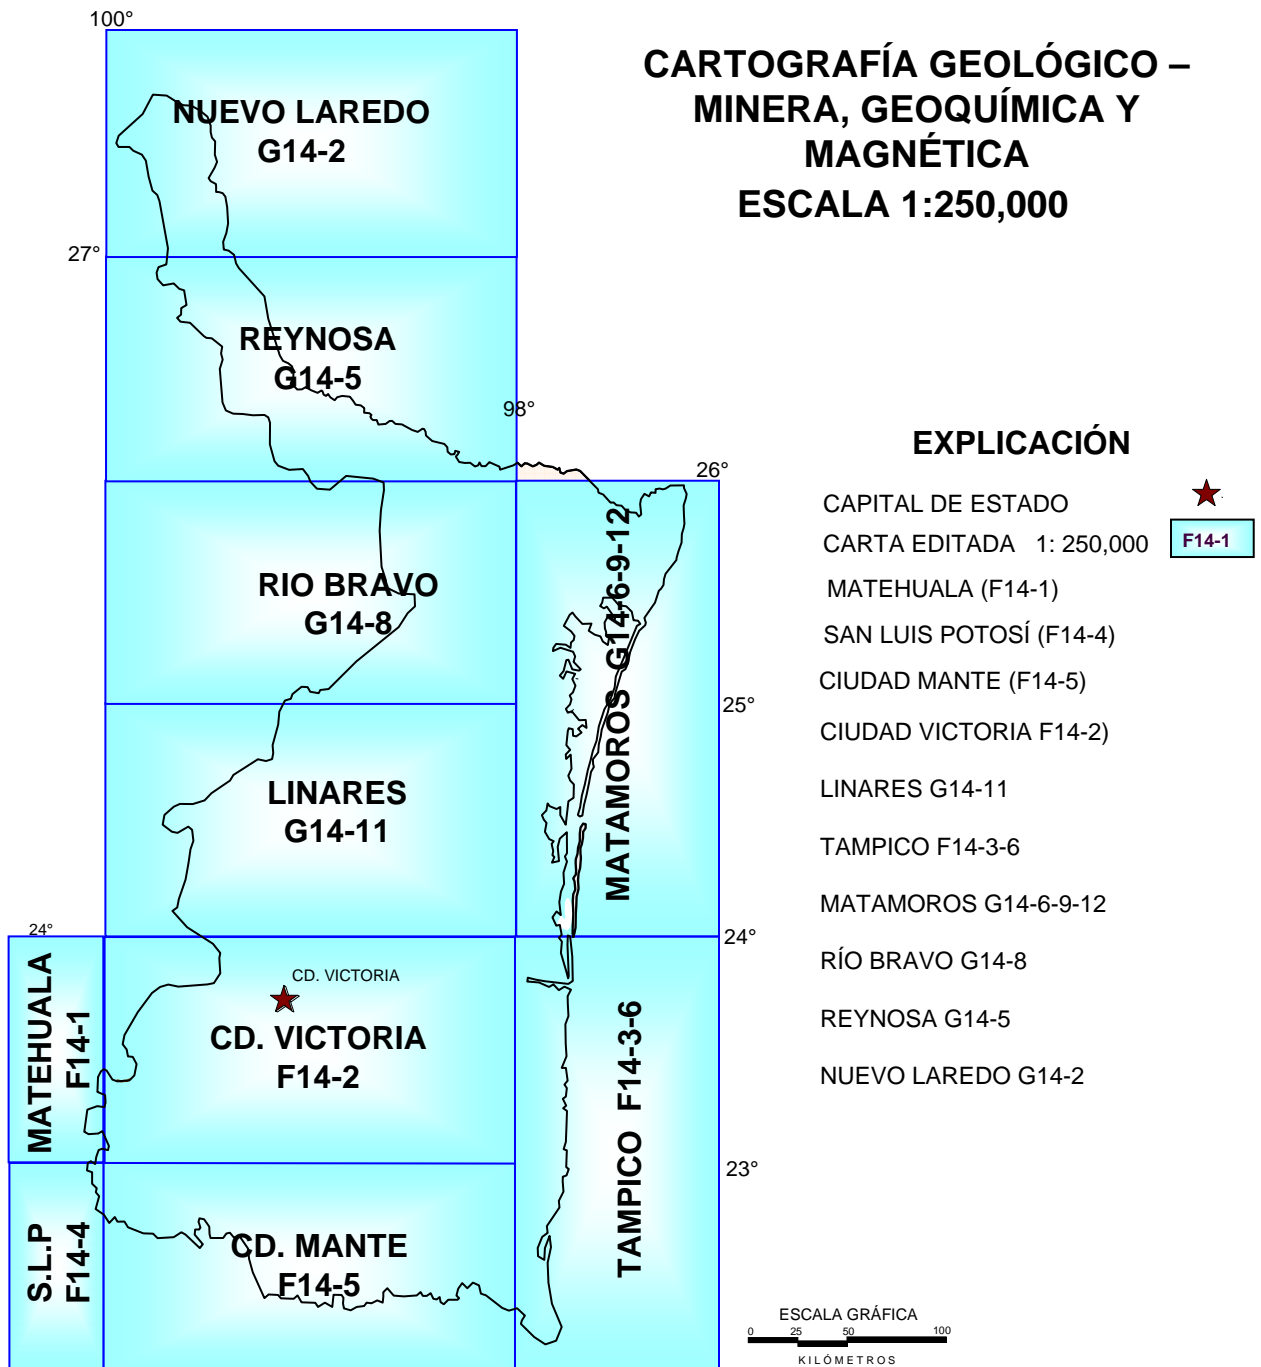 100°
CARTOGRAFÍA GEOLÓGICO –
MINERA, GEOQUÍMICA Y
MAGNÉTICA
ESCALA 1:250,000
NUEVO LAREDO
G14-2
27°
REYNOSA
G14-5
98°
26°
RIO BRAVO
G14-8
MATAMOROS G14-6-9-12
25°
LINARES
G14-11
24°
24°
MATEHUALA
F14-1
CD. VICTORIA
CD. VICTORIA
F14-2
TAMPICO F14-3-6
23°
S.L.P
F14-4
CD. MANTE
F14-5
EXPLICACIÓN
CAPITAL DE ESTADO
CARTA EDITADA 1: 250,000
F14-1
MATEHUALA (F14-1)
SAN LUIS POTOSÍ (F14-4)
CIUDAD MANTE (F14-5)
CIUDAD VICTORIA F14-2)
LINARES G14-11
TAMPICO F14-3-6
MATAMOROS G14-6-9-12
RÍO BRAVO G14-8
REYNOSA G14-5
NUEVO LAREDO G14-2
ESCALA GRÁFICA
0 25 50 100
KILÓMETROS